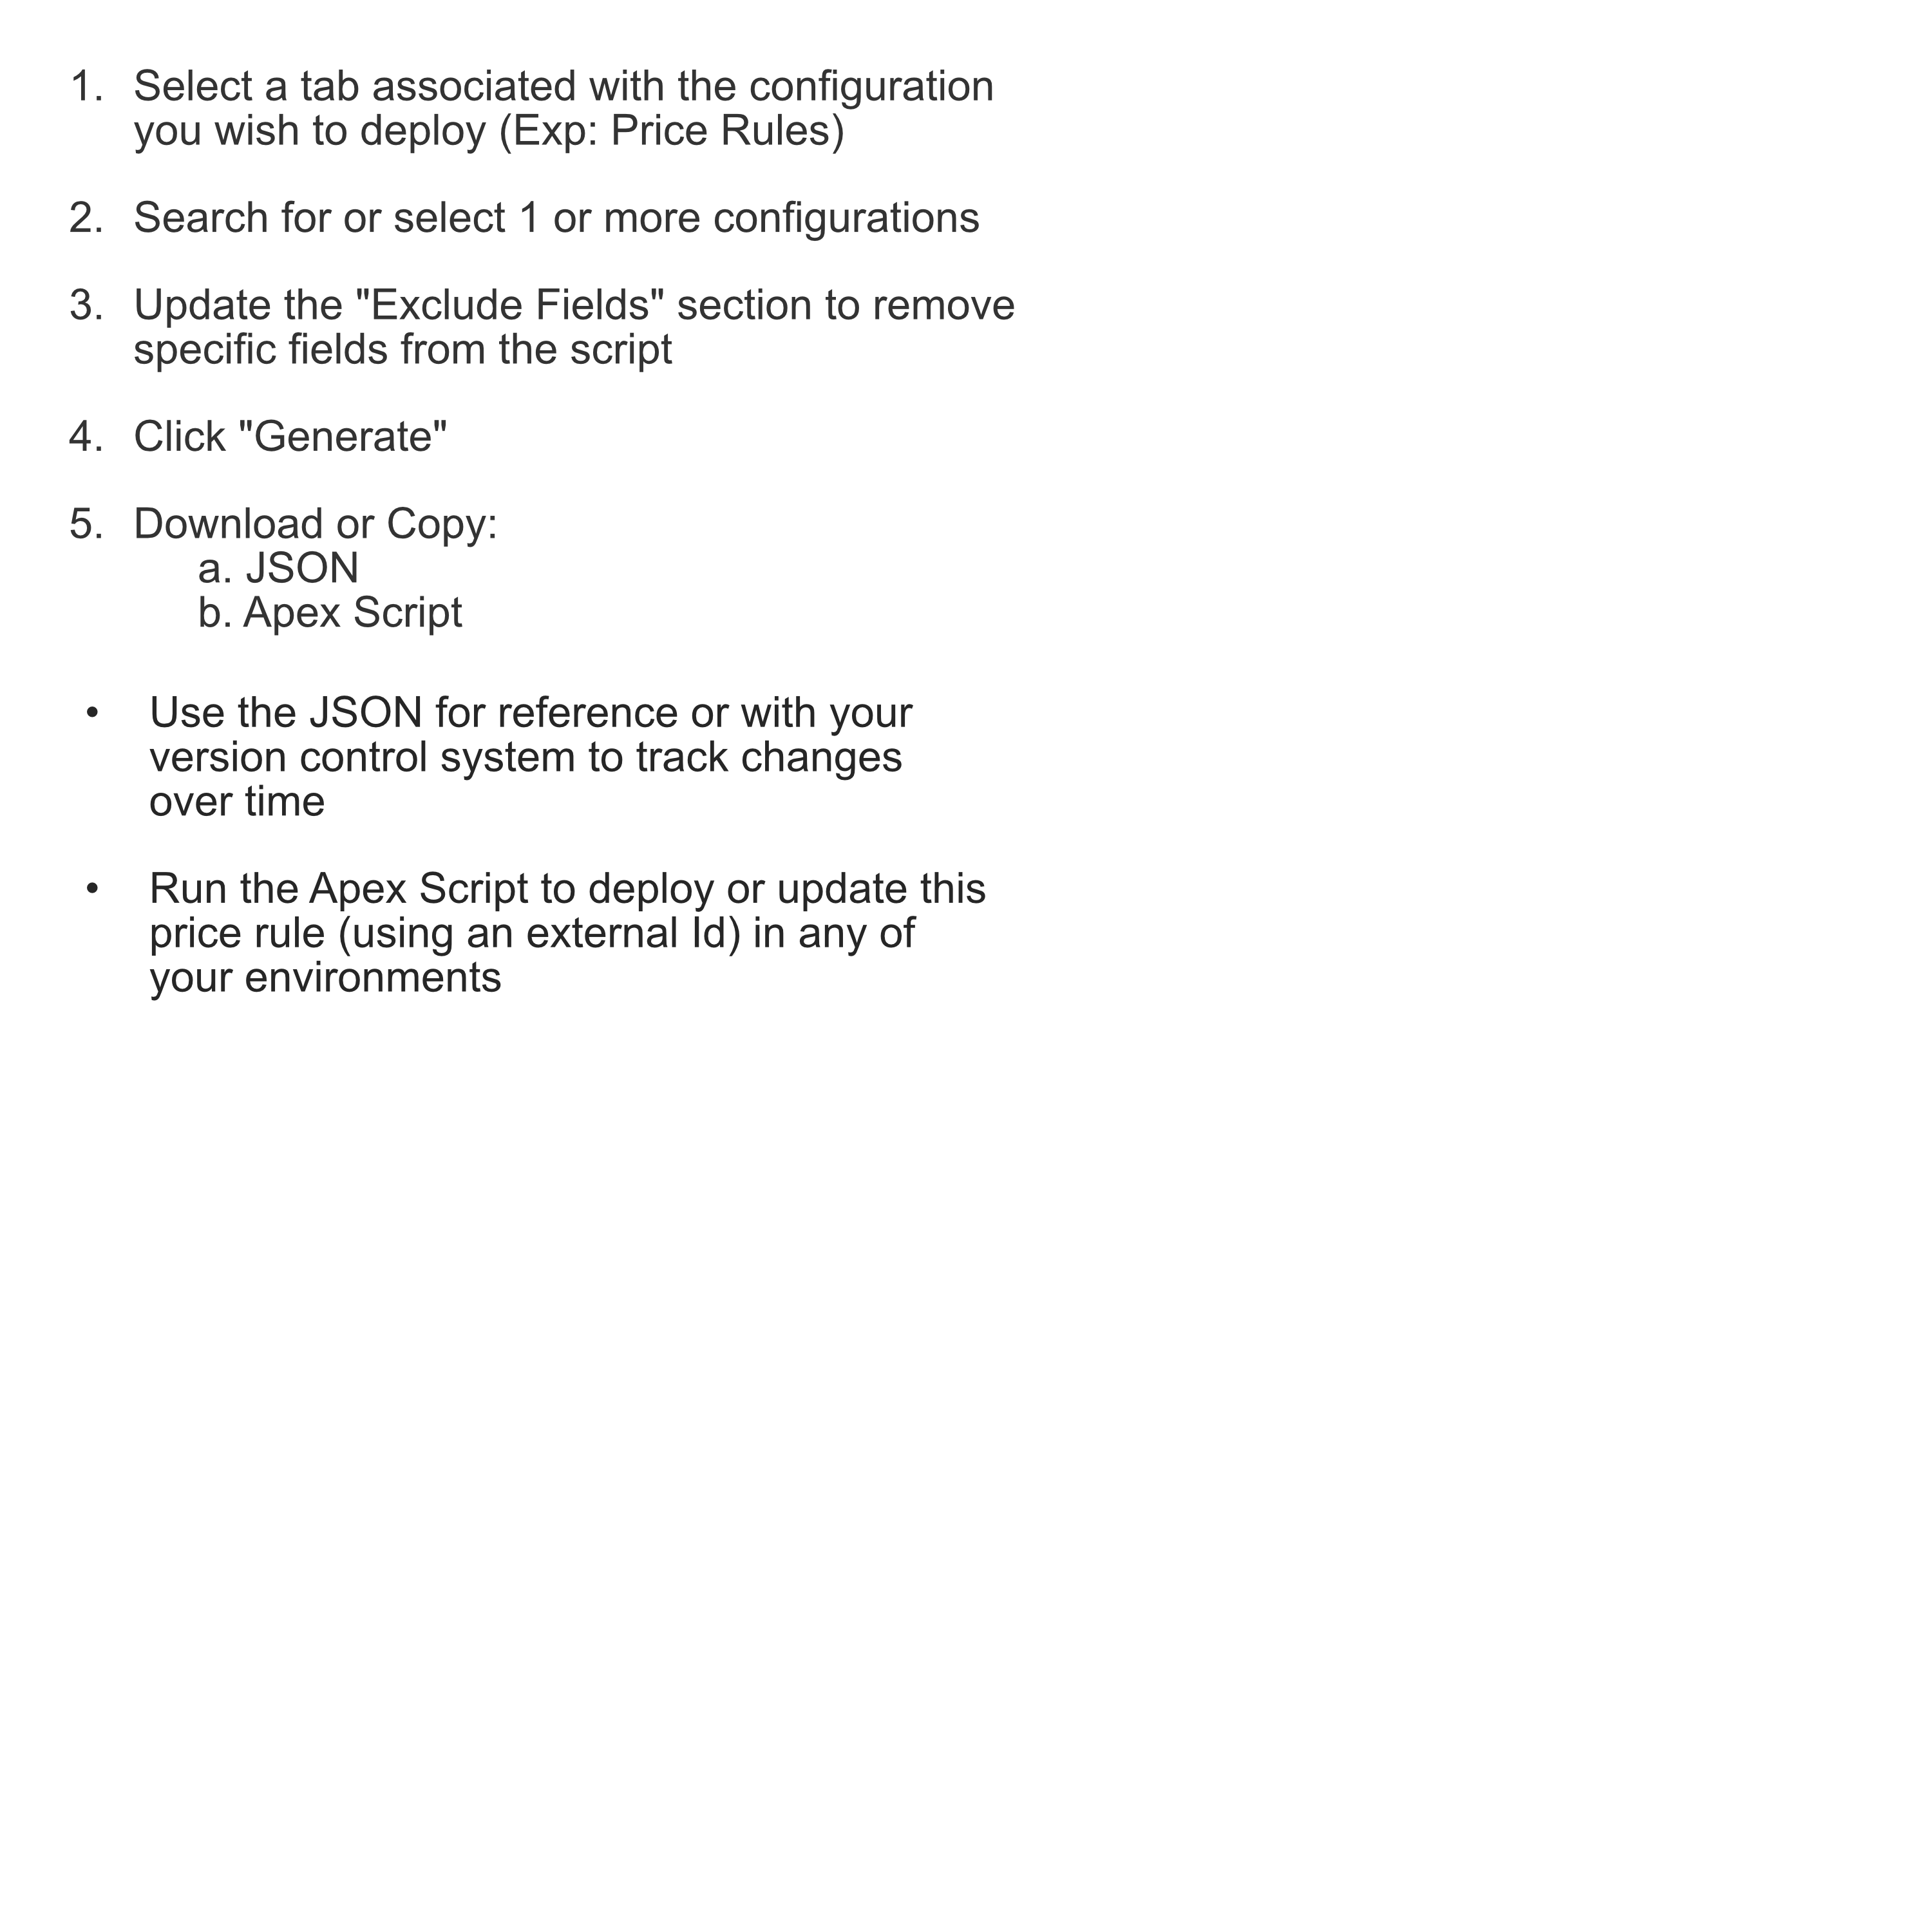 1. Select a tab associated with the configuration
you wish to deploy (Exp: Price Rules)
2. Search for or select 1 or more configurations
3. Update the "Exclude Fields" section to remove
specific fields from the script
4. Click "Generate"
5. Download or Copy:
a. JSON
b. Apex Script
• Use the JSON for reference or with your
version control system to track changes
over time
• Run the Apex Script to deploy or update this
price rule (using an external Id) in any of
your environments